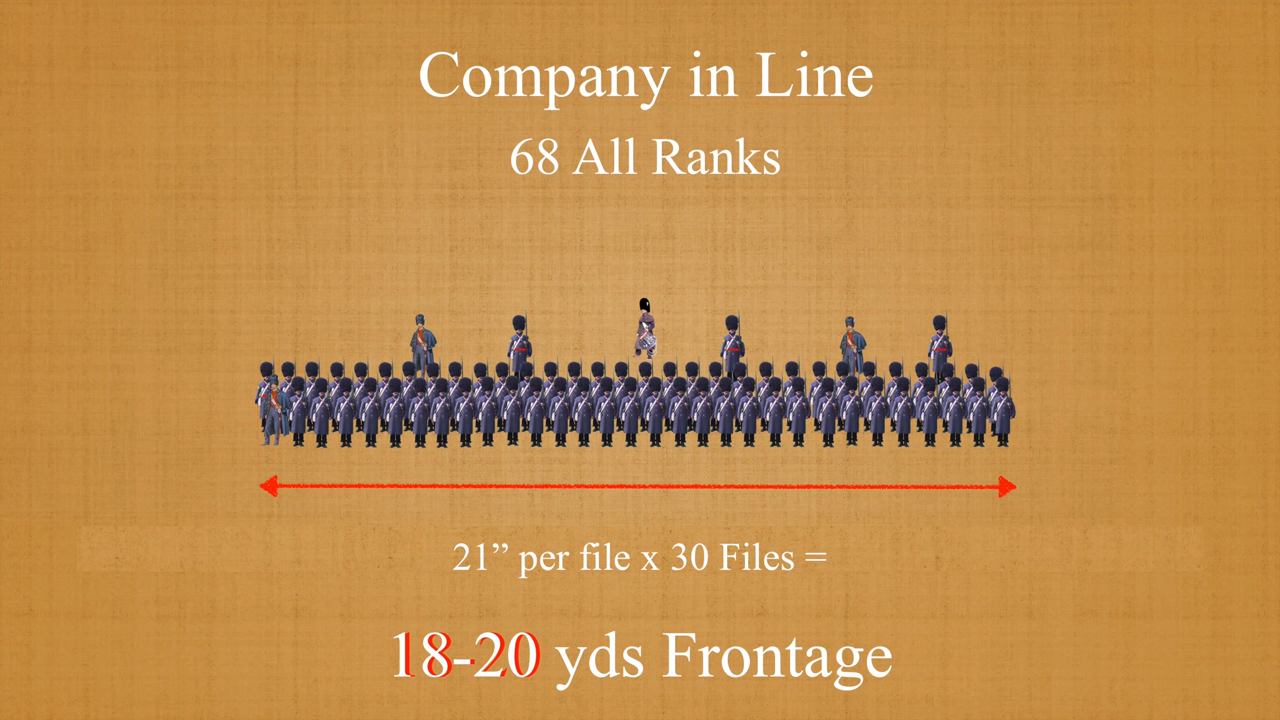 Company in Line
68 All Ranks
21” per file x 30 Files =
18-20 yds Frontage